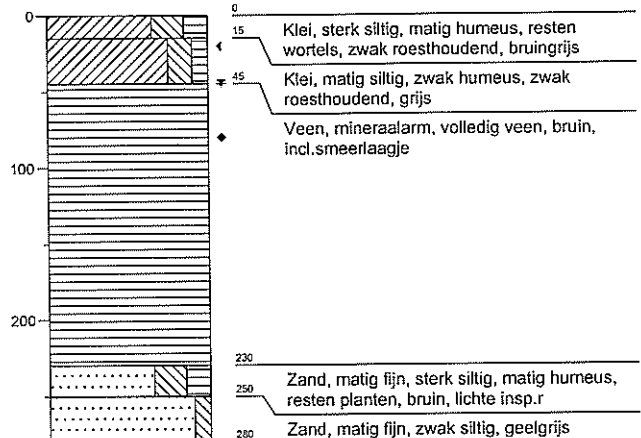 0
0
Klei, sterk siltig, matig humeus, resten
15
wortels, zwak roesthoudend, bruingrijs
45
Klei, matig siltig, zwak humeus, zwak
roesthoudend, grijs
Veen, mineraalarm, volledig veen, bruin,
incl.smeerlaagje
100
200
230
Zand, matig fijn, sterk siltig, matig humeus,
250
resten planten, bruin, lichte insp.r
280
Zand, matig fijn, zwak siltig, geelgrijs